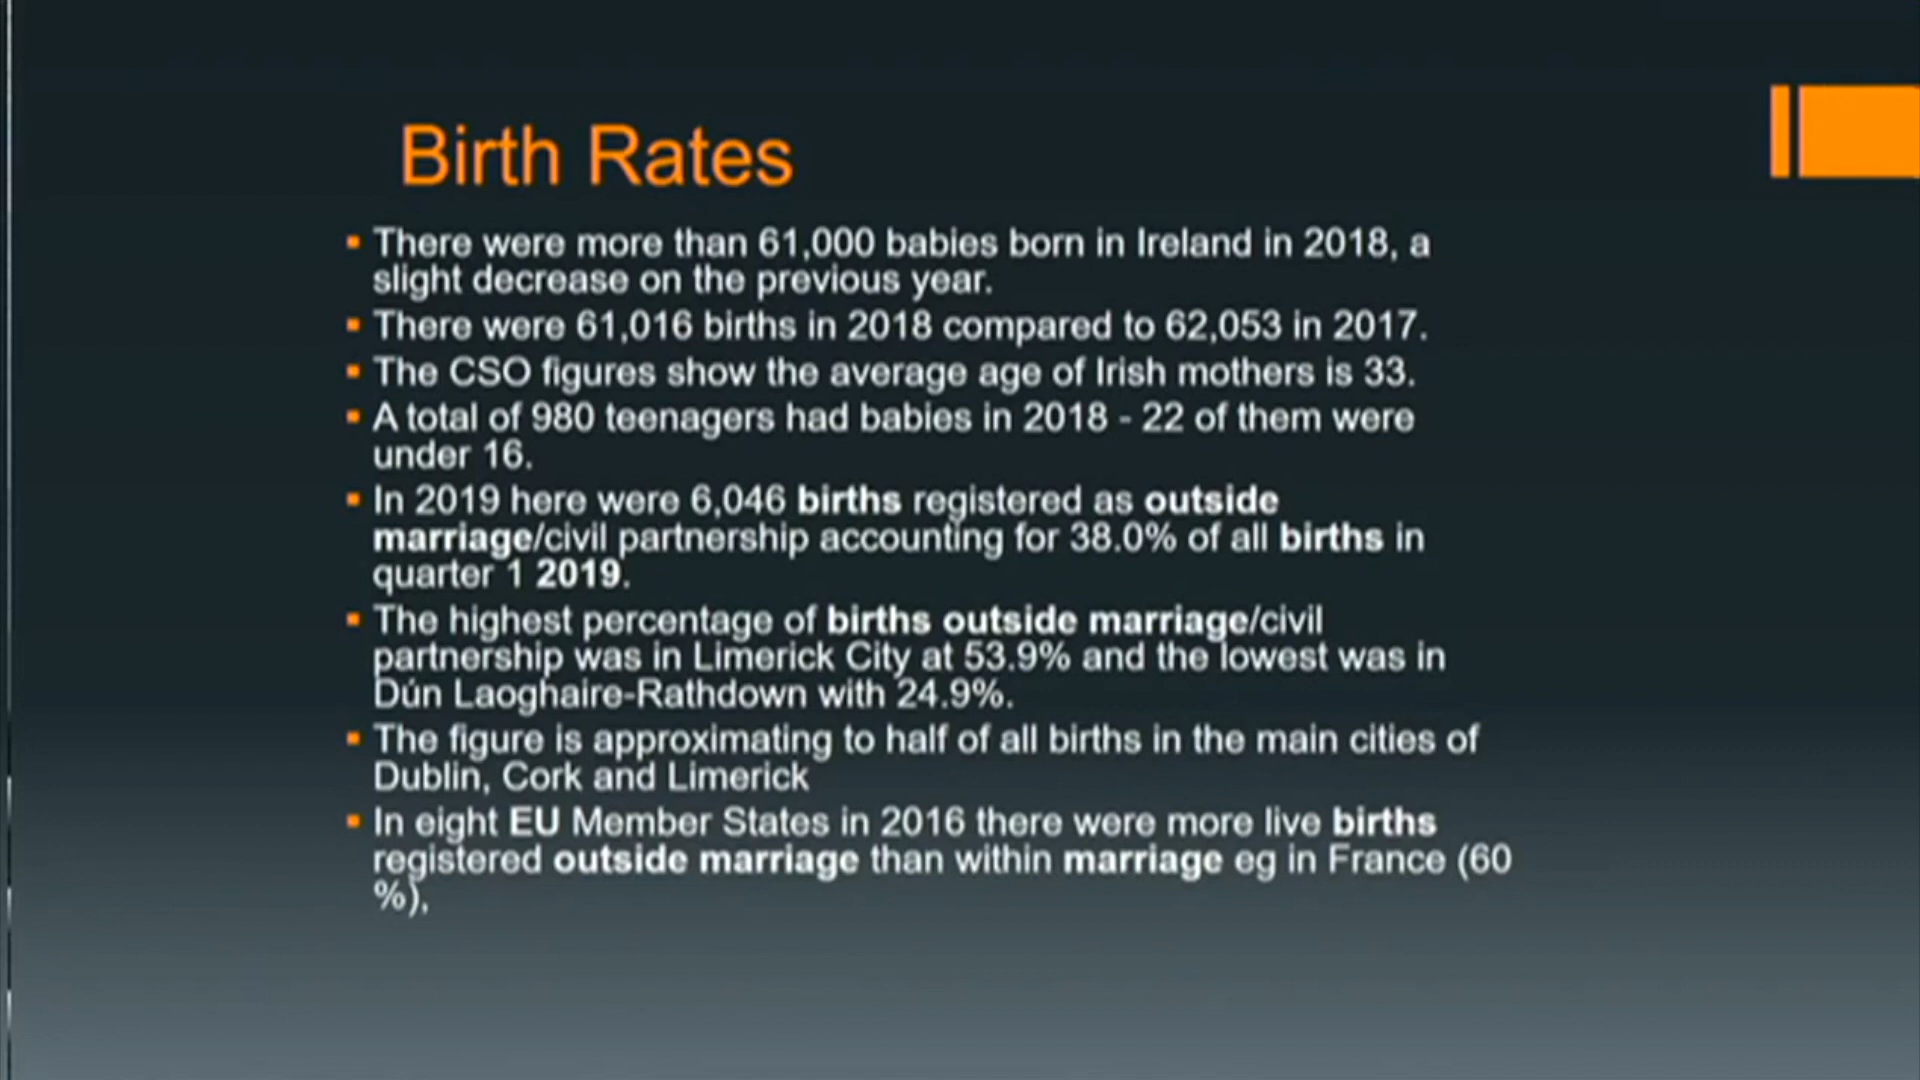 Birth Rates
There were more than 61,000 babies born in Ireland in 2018, a
slight decrease on the previous year.
There were 61,016 births in 2018 compared to 62,053 in 2017.
The CSO figures show the average age of Irish mothers is 33.
A total of 980 teenagers had babies in 2018 - 22 of them were
under 16.
In 2019 here were 6,046 births registered as outside
marriage/civil partnership accounting for 38.0% of all births in
quarter 1 2019.
The highest percentage of births outside marriage/civil
partnership was in Limerick City at 53.9% and the lowest was in
Dún Laoghaire-Rathdown with 24.9%.
The figure is approximating to half of all births in the main cities of
Dublin, Cork and Limerick
In eight EU Member States in 2016 there were more live births
registered outside marriage than within marriage eg in France (60
%),